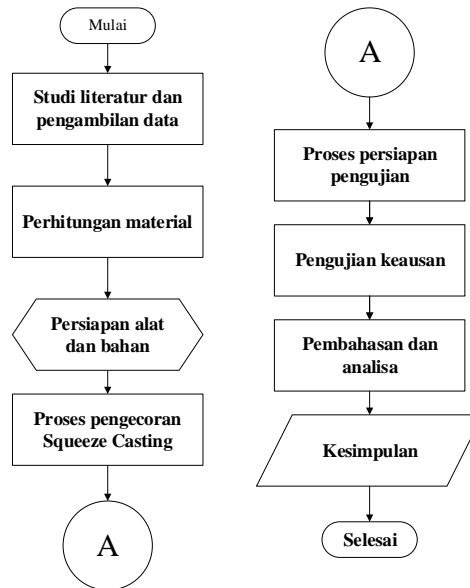 Mulai
Studi literatur dan
pengambilan data
Perhitungan material
Persiapan alat
dan bahan
Proses pengecoran
Squeeze Casting
A
A
Proses persiapan
pengujian
Pengujian keausan
Pembahasan dan
analisa
Kesimpulan
Selesai